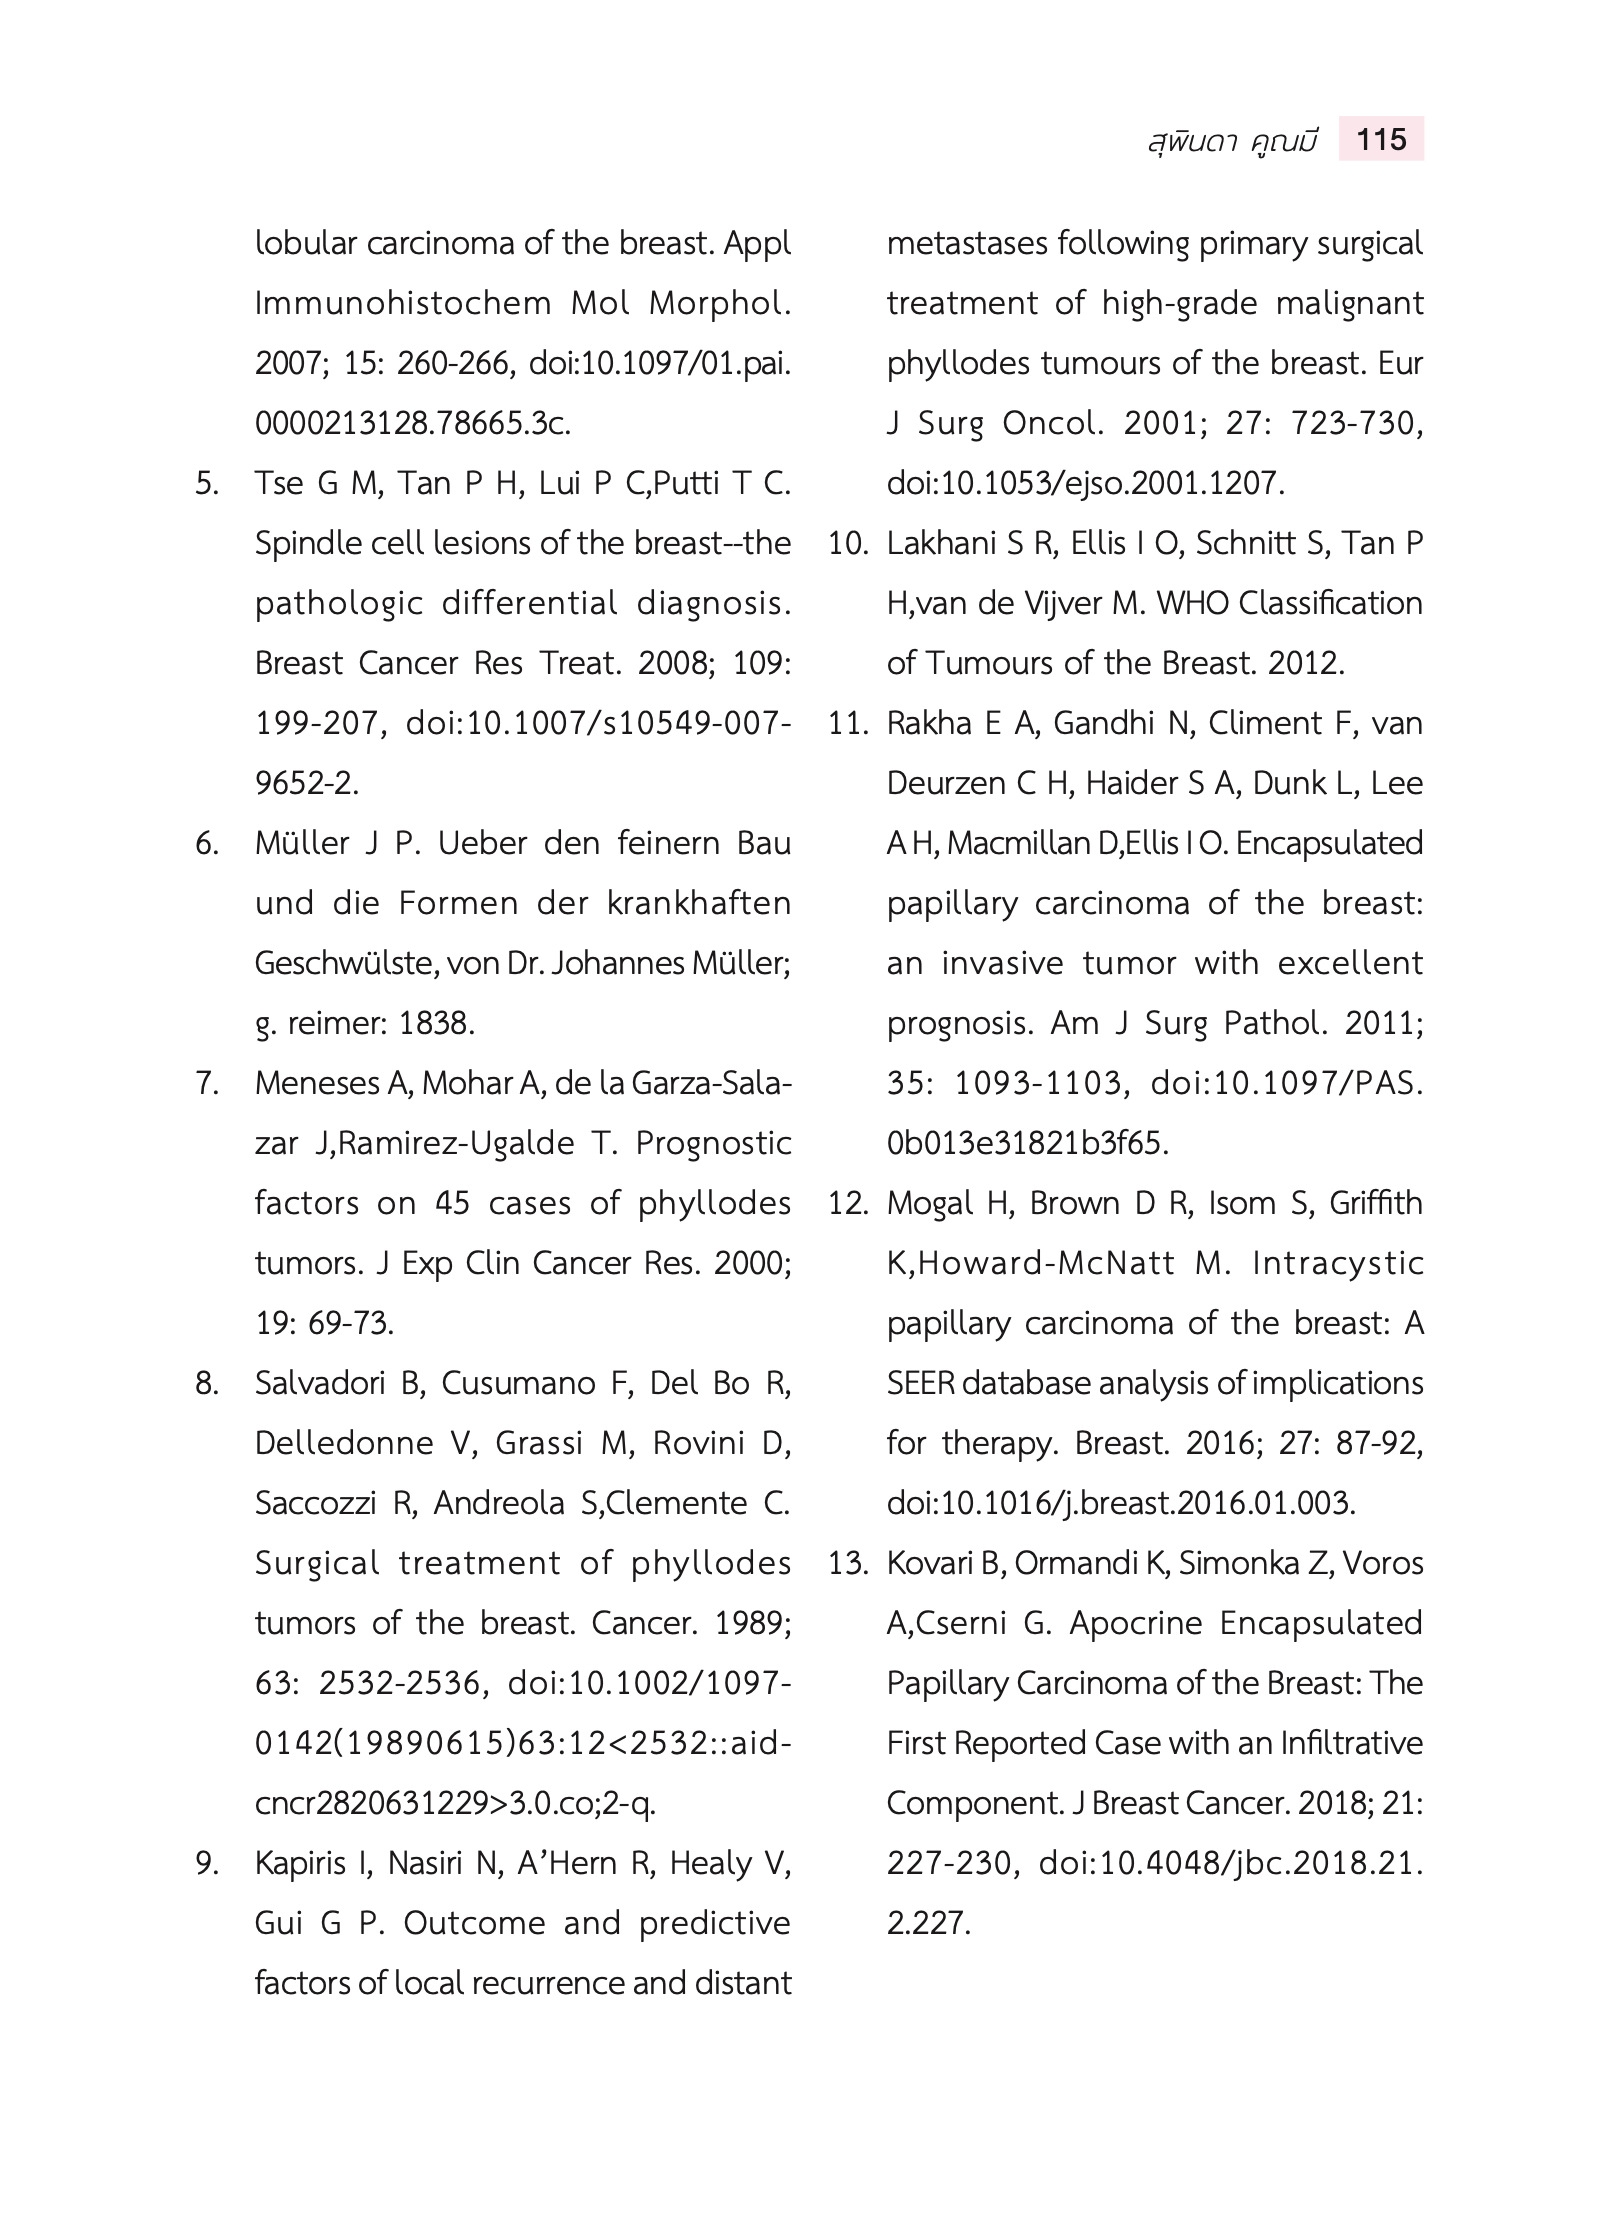 สุพินดา คูณมี 115
lobular carcinoma of the breast. Appl
Immunohistochem Mol Morphol.
2007; 15: 260-266, doi:10.1097/01.pai.
0000213128.78665.3c.
5. Tse G M, Tan P H, Lui P C,Putti T C.
Spindle cell lesions of the breast--the
pathologic differential diagnosis.
Breast Cancer Res Treat. 2008; 109:
199-207, doi:10.1007/s10549-007-
9652-2.
6. Müller J P. Ueber den feinern Bau
und die Formen der krankhaften
Geschwülste, von Dr. Johannes Müller;
g. reimer: 1838.
7. Meneses A, Mohar A, de la Garza-Sala-
zar J,Ramirez-Ugalde T. Prognostic
factors on 45 cases of phyllodes
tumors. J Exp Clin Cancer Res. 2000;
19: 69-73.
8. Salvadori B, Cusumano F, Del Bo R,
Delledonne V, Grassi M, Rovini D,
Saccozzi R, Andreola S,Clemente C.
Surgical treatment of phyllodes
tumors of the breast. Cancer. 1989;
63: 2532-2536, doi:10.1002/1097-
0142(19890615)63:12<2532::aid-
cncr2820631229>3.0.co;2-q.
9. Kapiris I, Nasiri N, A’Hern R, Healy V,
Gui G P. Outcome and predictive
factors of local recurrence and distant
metastases following primary surgical
treatment of high-grade malignant
phyllodes tumours of the breast. Eur
J Surg Oncol. 2001; 27: 723-730,
doi:10.1053/ejso.2001.1207.
10. Lakhani S R, Ellis I O, Schnitt S, Tan P
H,van de Vijver M. WHO Classification
of Tumours of the Breast. 2012.
11. Rakha E A, Gandhi N, Climent F, van
Deurzen C H, Haider S A, Dunk L, Lee
A H, Macmillan D,Ellis I O. Encapsulated
papillary carcinoma of the breast:
an invasive tumor with excellent
prognosis. Am J Surg Pathol. 2011;
35: 1093-1103, doi:10.1097/PAS.
0b013e31821b3f65.
12. Mogal H, Brown D R, Isom S, Griffith
K,Howard-McNatt M. Intracystic
papillary carcinoma of the breast: A
SEER database analysis of implications
for therapy. Breast. 2016; 27: 87-92,
doi:10.1016/j.breast.2016.01.003.
13. Kovari B, Ormandi K, Simonka Z, Voros
A,Cserni G. Apocrine Encapsulated
Papillary Carcinoma of the Breast: The
First Reported Case with an Infiltrative
Component. J Breast Cancer. 2018; 21:
227-230, doi:10.4048/jbc.2018.21.
2.227.